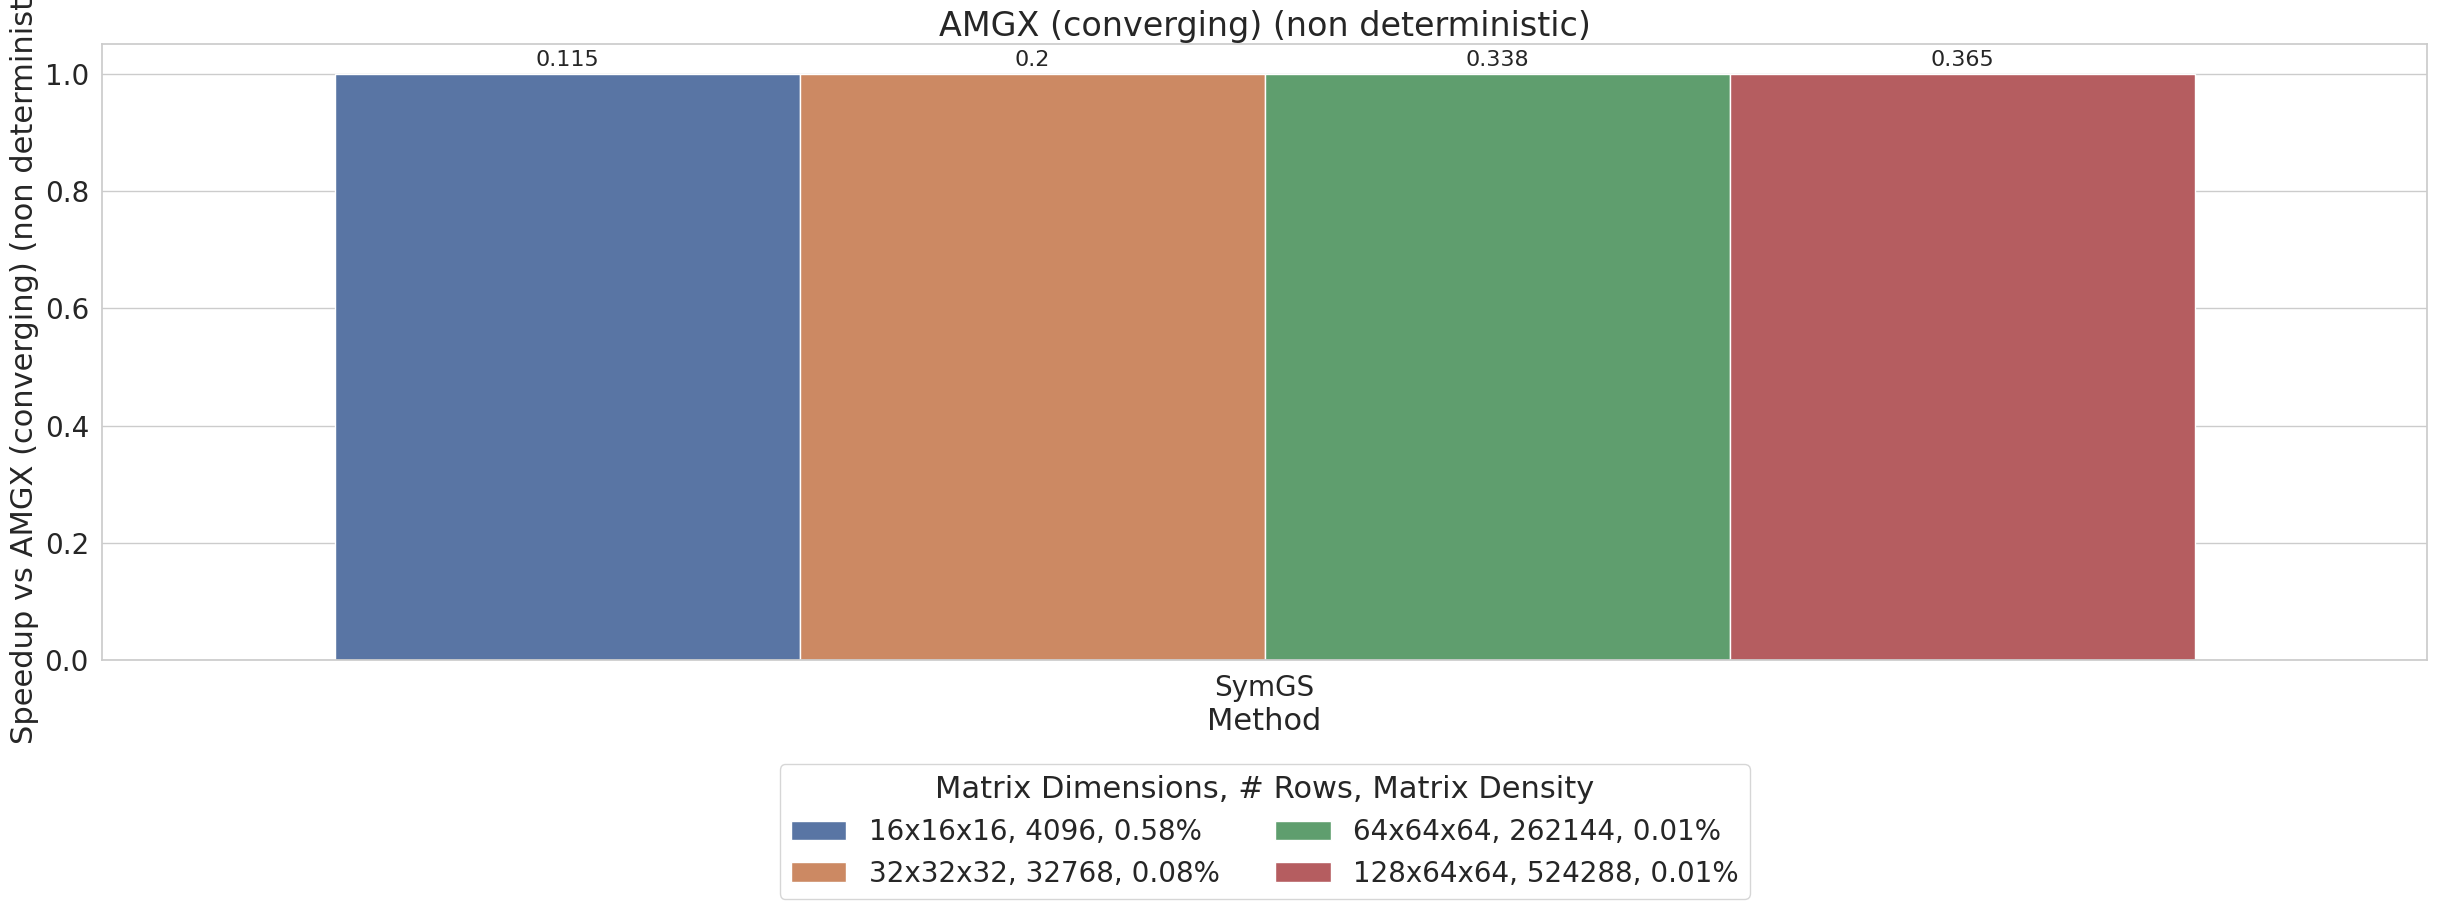 AMGX (converging) (non deterministic)
Speedup vs AMGX (converging) (non
1.0
0.8
0.6
0.4
0.2
0.0
0.115 0.2 0.338 0.365
SymGS
Method
Matrix Dimensions, # Rows, Matrix Density
16x16x16, 4096, 0.58% 64x64x64, 262144, 0.01%
32x32x32, 32768, 0.08% 128x64x64, 524288, 0.01%